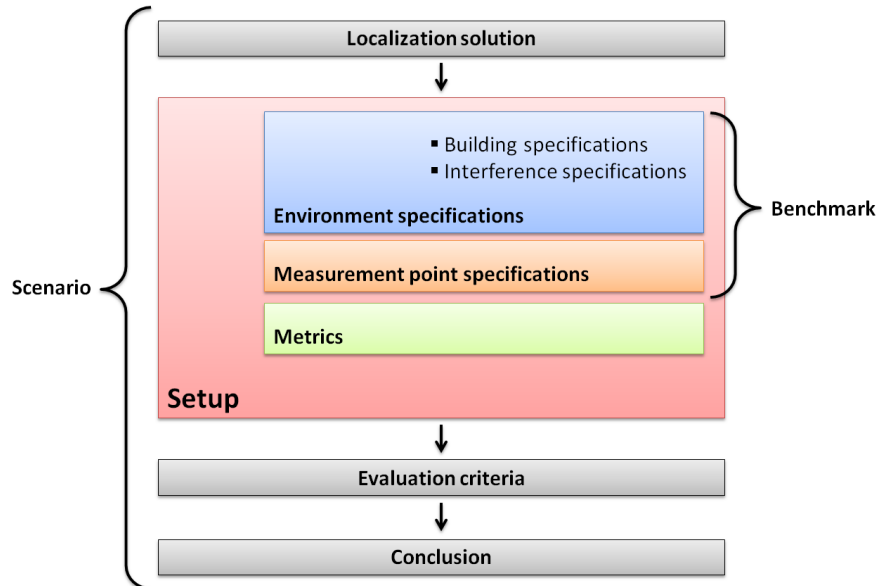 Localization solution
▪ Building specifications
▪ Interference specifications
Environment specifications
Benchmark
Measurement point specifications
Scenario
Metrics
Setup
Evaluation criteria
Conclusion